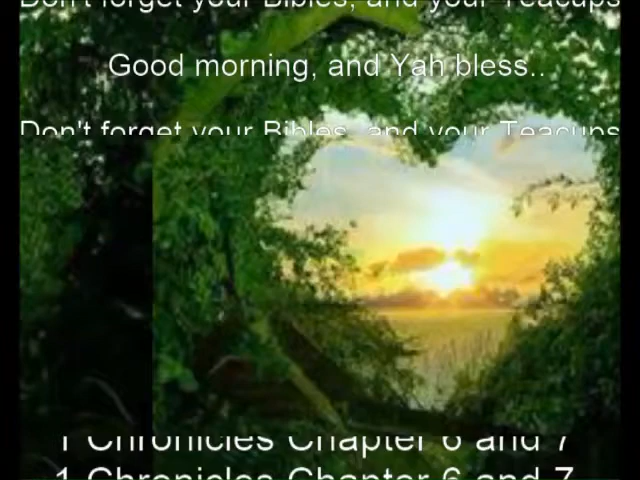 Don't forget your Bibles, and your Teacups
Good morning, and Yah bless..
Don't forget your Bibles, and your Teacups
1 Chronicles Chapter 6 and 7
1 Chronicles Chapter 6 and 7